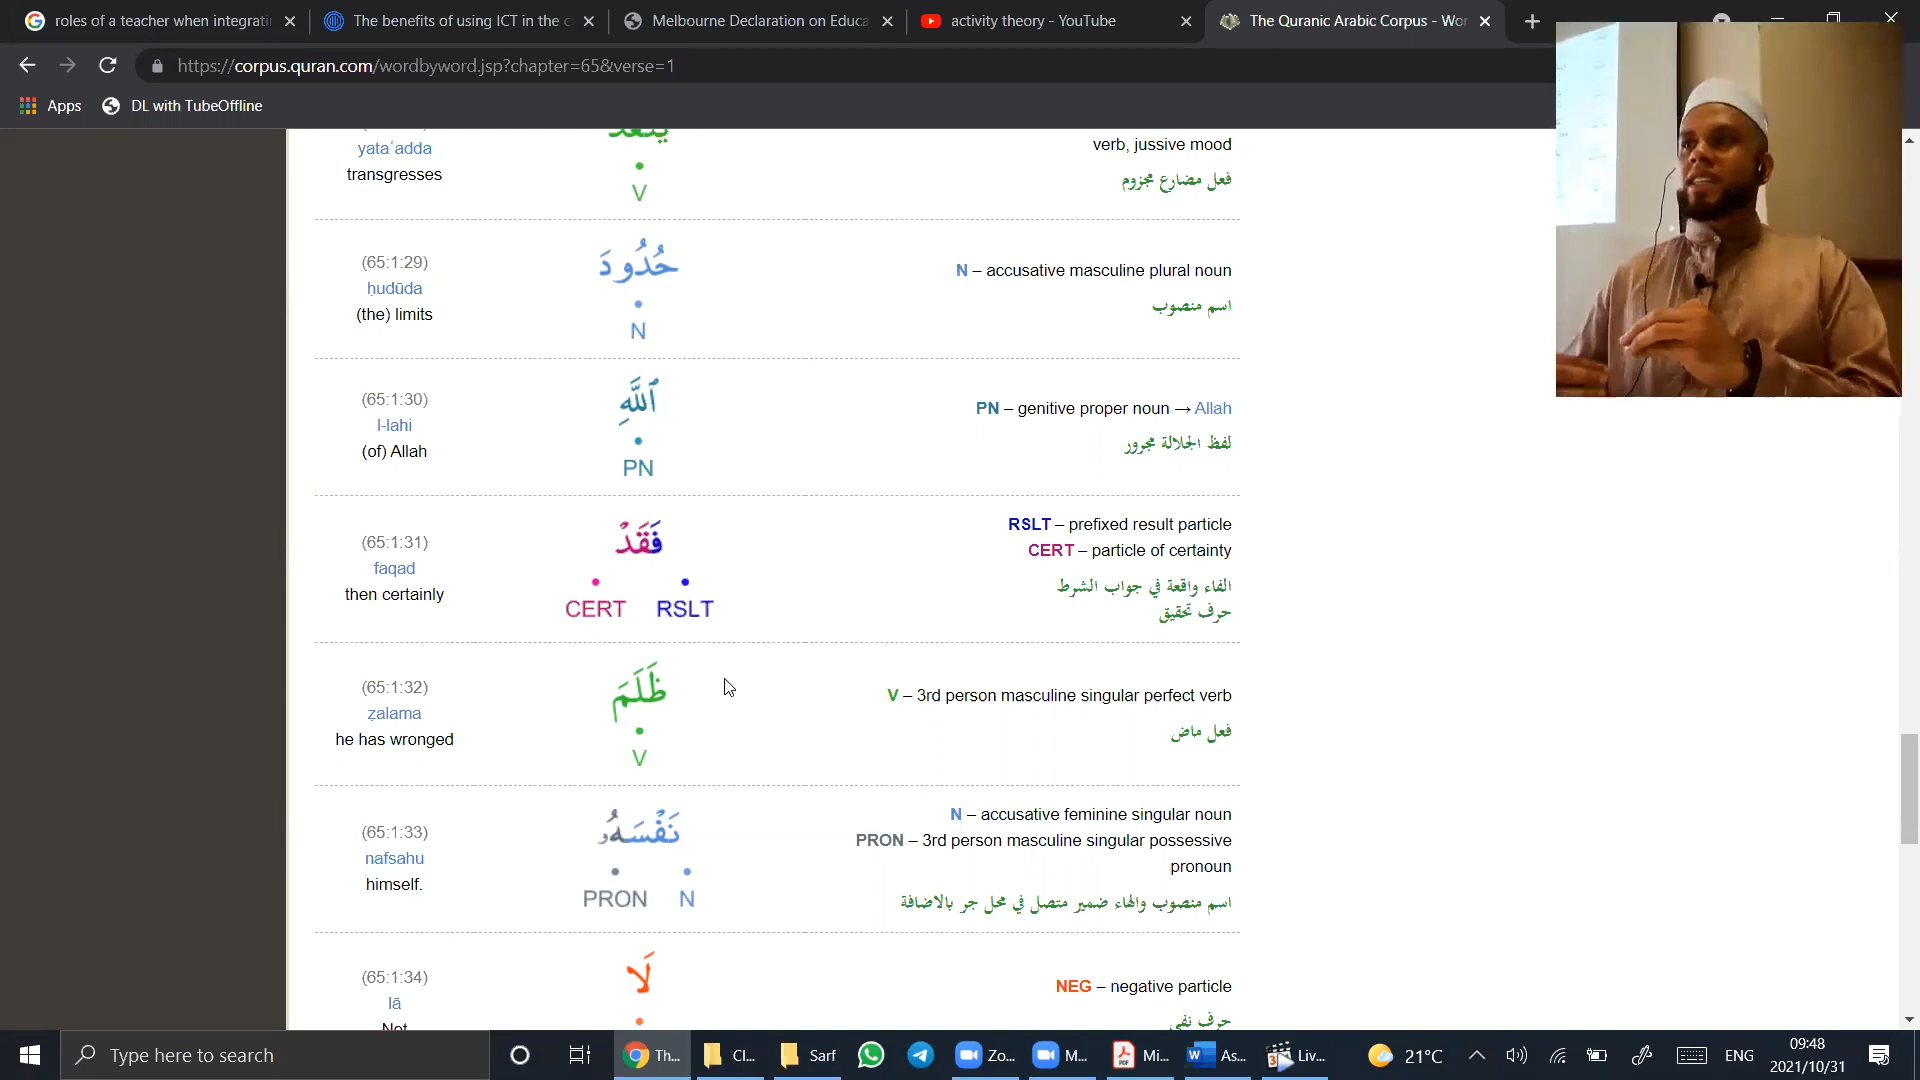 roles of a teacher when integrati
The benefits of using ICT in the c
Melbourne Declaration on Educa
activity theory - YouTube
The Quranic Arabic Corpus - Wor
https://corpus.quran.com/wordbyword.jsp?chapter=65&verse=1
Apps
DL with TubeOffline
yataʿadda
transgresses
V
verb, jussive mood
فعل مضارع مجزوم
(65:1:29)
ḥudūda
(the) limits
حُدُودَ
N
N – accusative masculine plural noun
اسم منصوب
(65:1:30)
l-lahi
(of) Allah
ٱللَّهِ
PN
PN – genitive proper noun → Allah
لفظ الجلالة مجرور
(65:1:31)
faqad
then certainly
فَقَدْ
CERT RSLT
RSLT – prefixed result particle
CERT – particle of certainty
الفاء واقعة في جواب الشرط
حرف تحقيق
(65:1:32)
ẓalama
he has wronged
ظَلَمَ
V
V – 3rd person masculine singular perfect verb
فعل ماض
(65:1:33)
nafsahu
himself.
نَفْسَهُۥ
PRON N
N – accusative feminine singular noun
PRON – 3rd person masculine singular possessive
pronoun
اسم منصوب والهاء ضمير متصل في محل جر بالاضافة
(65:1:34)
lā
Not
لَا
NEG – negative particle
حرف نفي
Type here to search
Th...
Cl...
Sarf
Zo...
M...
Mi...
As...
Liv...
21°C
ENG
09:48
2021/10/31